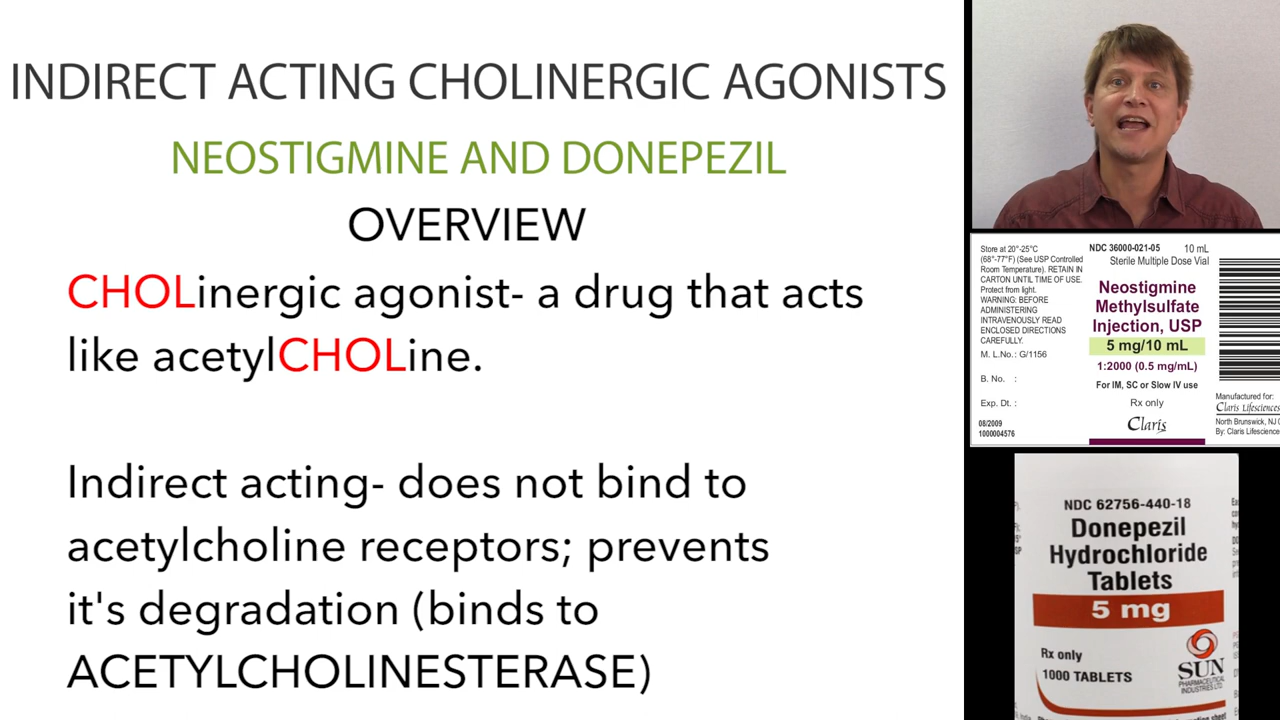 INDIRECT ACTING CHOLINERGIC AGONISTS
NEOSTIGMINE AND DONEPEZIL
OVERVIEW
CHOLinergic agonist- a drug that acts
like acetylCHOLine.
Indirect acting- does not bind to
acetylcholine receptors; prevents
it's degradation (binds to
ACETYLCHOLINESTERASE)
Store at 20°-25°C
(68°-77°F) (See USP Controlled
Room Temperature). RETAIN IN
CARTON UNTIL TIME OF USE.
Protect from light.
WARNING: BEFORE
ADMINISTERING
INTRAVENOUSLY READ
ENCLOSED DIRECTIONS
CAREFULLY.
M. L.No.: G/1156
B. No. :
Exp. Dt. :
08/2009
1000004576
NDC 36000-021-05 10 mL
Sterile Multiple Dose Vial
Neostigmine
Methylsulfate
Injection, USP
5 mg/10 mL
1:2000 (0.5 mg/mL)
For IM, SC or Slow IV use
Rx only
Claris
Manufactured for:
Claris Lifesciences
North Brunswick, NJ
By: Claris Lifescience
NDC 62756-440-18
Donepezil
Hydrochloride
Tablets
5 mg
Rx only
1000 TABLETS
SUN
PHARMACEUTICAL
INDUSTRIES LTD.